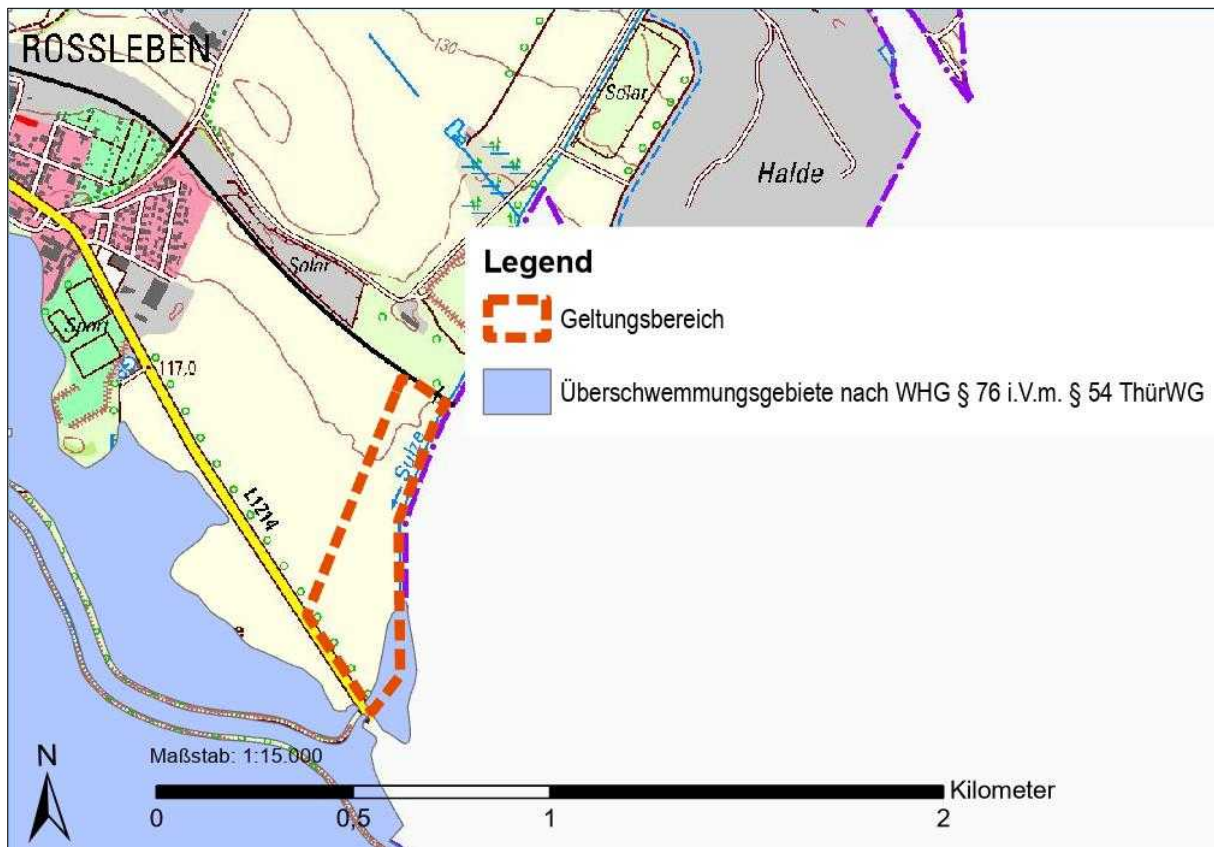 ROSSLEBEN
130
Solar
Halde
Solar
Sport
117,0
L1214
Sulze
Legend
Geltungsbereich
Überschwemmungsgebiete nach WHG § 76 i.V.m. § 54 ThürWG
N
Maßstab: 1:15.000
Kilometer
0 0,5 1 2